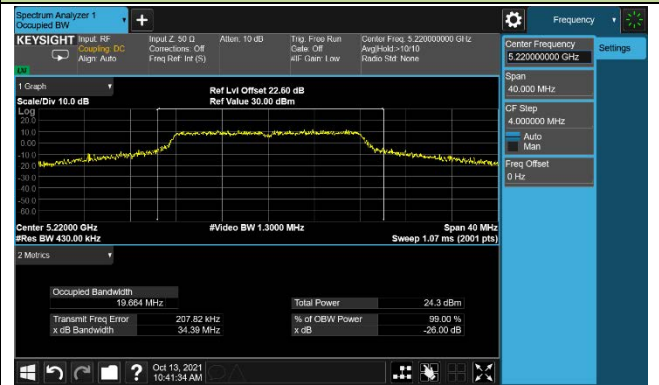 Spectrum Analyzer 1
Occupied BW
Frequency
KEYSIGHT
Input: RF
Coupling: DC
Align: Auto
Input Z: 50 Ω
Corrections: Off
Freq Ref: Int (S)
Atten: 10 dB
Trig: Free Run
Gate: Off
#IF Gain: Low
Center Freq: 5.220000000 GHz
Avg|Hold:>10/10
Radio Std: None
Center Frequency
5.220000000 GHz
Settings
Span
40.000 MHz
CF Step
4.000000 MHz
Auto
Man
Freq Offset
0 Hz
1 Graph
Scale/Div 10.0 dB
Ref Lvl Offset 22.60 dB
Ref Value 30.00 dBm
Log
20.0
10.0
0.00
-10.0
-20.0
-30.0
-40.0
-50.0
-60.0
Center 5.22000 GHz
#Res BW 430.00 kHz
#Video BW 1.3000 MHz
Span 40 MHz
Sweep 1.07 ms (2001 pts)
2 Metrics
Occupied Bandwidth
19.664 MHz
Total Power 24.3 dBm
Transmit Freq Error 207.82 kHz
% of OBW Power 99.00 %
x dB Bandwidth 34.39 MHz
x dB -26.00 dB
Oct 13, 2021
10:41:34 AM